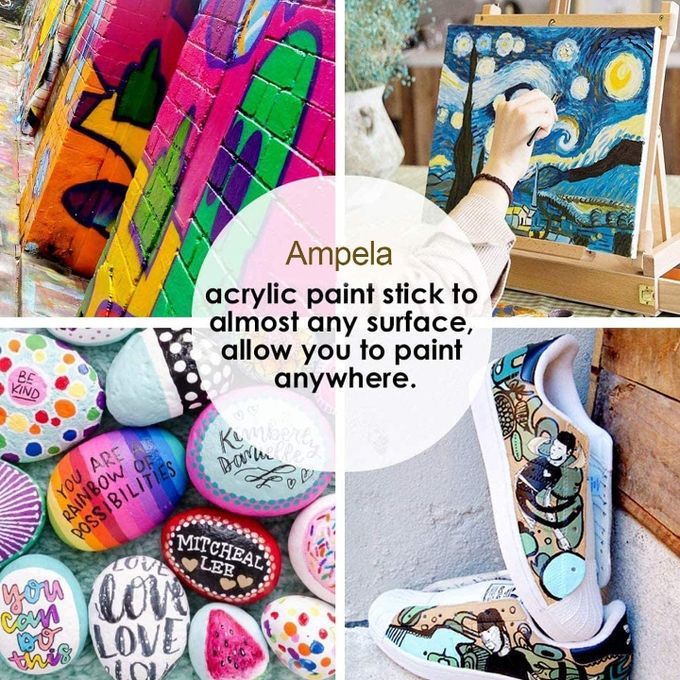 Ampela
acrylic paint stick to
almost any surface,
allow you to paint
anywhere.
BE
KIND
YOU ARE
RAINBOW OF
POSSIBILITIES
Kimberly
Danielle
MITCHEAL
LEE
you
can
Do
this
LOVE
love
LOVE